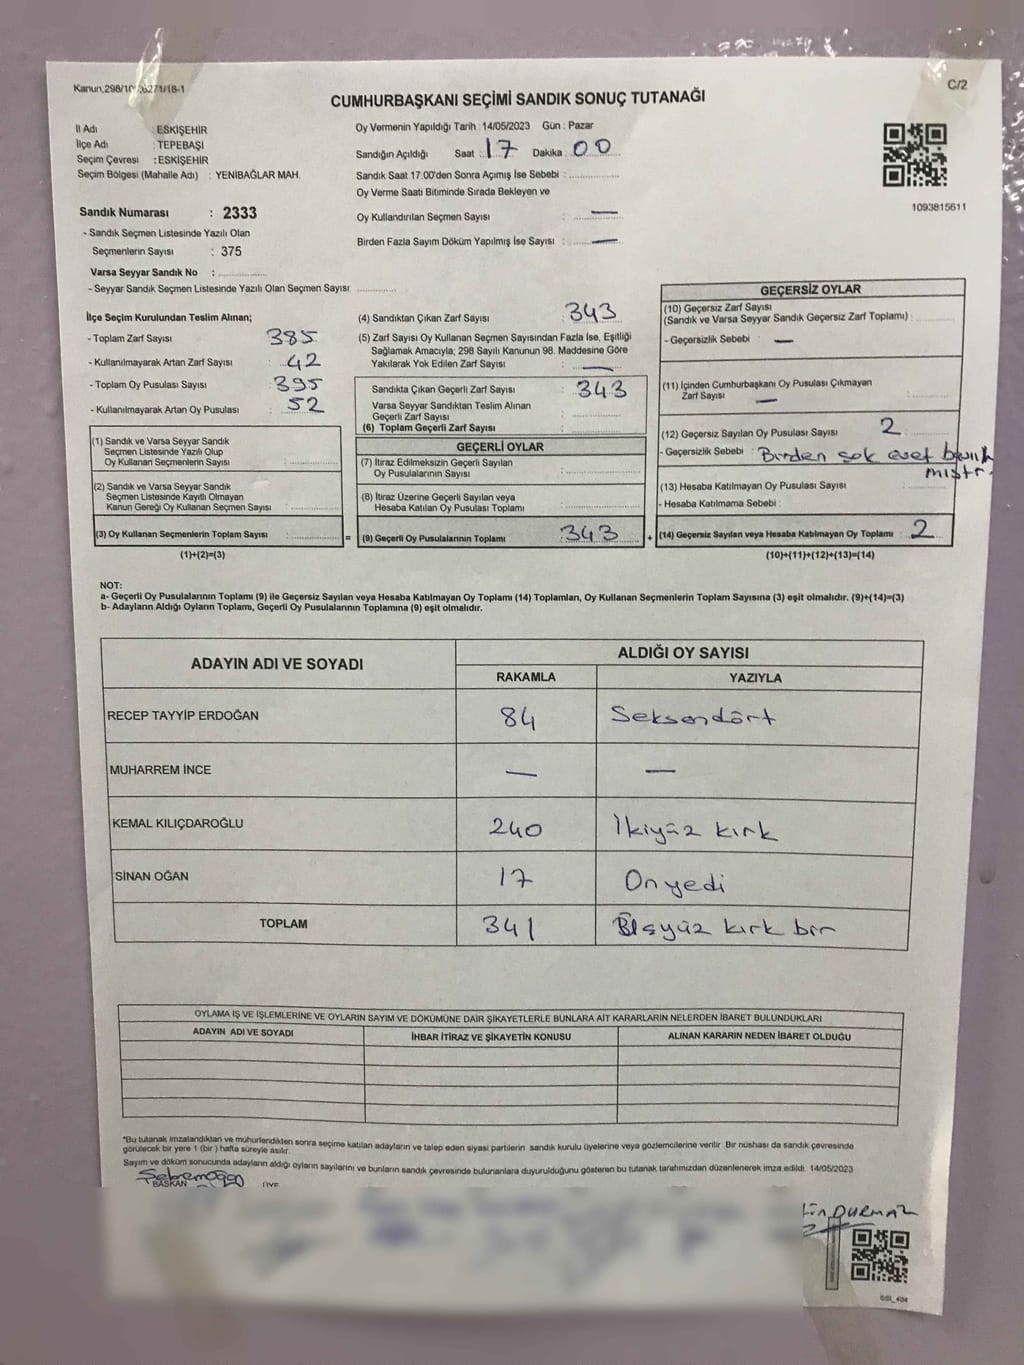 C/2
CUMHURBAŞKANI SEÇİMİ SANDIK SONUÇ TUTANAĞI
İl Adı : ESKİŞEHİR
İlçe Adı : TEPEBAŞI
Seçim Çevresi : ESKİŞEHİR
Seçim Bölgesi (Mahalle Adı) : YENİBAĞLAR MAH.
Sandık Numarası : 2333
- Sandık Seçmen Listesinde Yazılı Olan
Seçmenlerin Sayısı : 375
Varsa Seyyar Sandık No :
- Seyyar Sandık Seçmen Listesinde Yazılı Olan Seçmen Sayısı:
Oy Vermenin Yapıldığı Tarih : 14/05/2023 Gün : Pazar
Sandığın Açıldığı Saat : 17 Dakika : 00
Sandık Saat 17:00'den Sonra Açımış İse Sebebi :
Oy Verme Saati Bitiminde Sırada Bekleyen ve
Oy Kullandırılan Seçmen Sayısı : —
Birden Fazla Sayım Döküm Yapılmış İse Sayısı : —
1093815611
İlçe Seçim Kurulundan Teslim Alınan;
- Toplam Zarf Sayısı : 385
- Kullanılmayarak Artan Zarf Sayısı : 42
- Toplam Oy Pusulası Sayısı : 395
- Kullanılmayarak Artan Oy Pusulası : 52
(1) Sandık ve Varsa Seyyar Sandık
Seçmen Listesinde Yazılı Olup
Oy Kullanan Seçmenlerin Sayısı :
(2) Sandık ve Varsa Seyyar Sandık
Seçmen Listesinde Kayıtlı Olmayan
Kanun Gereği Oy Kullanan Seçmen Sayısı :
(3) Oy Kullanan Seçmenlerin Toplam Sayısı : =
(1)+(2)=(3)
(4) Sandıktan Çıkan Zarf Sayısı : 343
(5) Zarf Sayısı Oy Kullanan Seçmen Sayısından Fazla İse, Eşitliği
Sağlamak Amacıyla; 298 Sayılı Kanunun 98. Maddesine Göre
Yakılarak Yok Edilen Zarf Sayısı : —
Sandıkta Çıkan Geçerli Zarf Sayısı : 343
Varsa Seyyar Sandıktan Teslim Alınan
Geçerli Zarf Sayısı :
(6) Toplam Geçerli Zarf Sayısı :
GEÇERLİ OYLAR
(7) İtiraz Edilmeksizin Geçerli Sayılan
Oy Pusulasının Sayısı :
(8) İtiraz Üzerine Geçerli Sayılan veya
Hesaba Katılan Oy Pusulası Toplamı :
(9) Geçerli Oy Pusulalarının Toplamı : 343 +
GEÇERSİZ OYLAR
(10) Geçersiz Zarf Sayısı
(Sandık ve Varsa Seyyar Sandık Geçersiz Zarf Toplamı) :
- Geçersizlik Sebebi : —
(11) İçinden Cumhurbaşkanı Oy Pusulası Çıkmayan
Zarf Sayısı : —
(12) Geçersiz Sayılan Oy Pusulası Sayısı : 2
- Geçersizlik Sebebi : Birden çok evet
(13) Hesaba Katılmayan Oy Pusulası Sayısı :
- Hesaba Katılmama Sebebi :
(14) Geçersiz Sayılan veya Hesaba Katılmayan Oy Toplamı : 2
(10)+(11)+(12)+(13)=(14)
NOT:
a- Geçerli Oy Pusulalarının Toplamı (9) ile Geçersiz Sayılan veya Hesaba Katılmayan Oy Toplamı (14) Toplamları, Oy Kullanan Seçmenlerin Toplam Sayısına (3) eşit olmalıdır. (9)+(14)=(3)
b- Adayların Aldığı Oyların Toplamı, Geçerli Oy Pusulalarının Toplamına (9) eşit olmalıdır.
ADAYIN ADI VE SOYADI ALDIĞI OY SAYISI
RAKAMLA YAZIYLA
RECEP TAYYİP ERDOĞAN 84 Seksendört
MUHARREM İNCE — —
KEMAL KILIÇDAROĞLU 240 İkiyüz kırk
SİNAN OĞAN 17 Onyedi
TOPLAM 341 kırk bir
OYLAMA İŞ VE İŞLEMLERİNE VE OYLARIN SAYIM VE DÖKÜMÜNE DAİR ŞİKAYETLERLE BUNLARA AİT KARARLARIN NELERDEN İBARET BULUNDUKLARI
ADAYIN ADI VE SOYADI İHBAR İTİRAZ VE ŞİKAYETİN KONUSU ALINAN KARARIN NEDEN İBARET OLDUĞU
*Bu tutanak imzalandıktan ve mühürlendikten sonra seçime katılan adayların ve talep eden siyasi partilerin sandık kurulu üyelerine veya gözlemcilerine verilir. Bir nüshası da sandık çevresinde
görülecek bir yere 1 (bir) hafta süreyle asılır.
Sayım ve döküm sonucunda adayların aldığı oyların sayılarını ve bunların sandık çevresinde bulunanlara duyurulduğunu gösteren bu tutanak tarafımızdan düzenlenerek imza edildi. 14/05/2023
BAŞKAN
DURMAZ